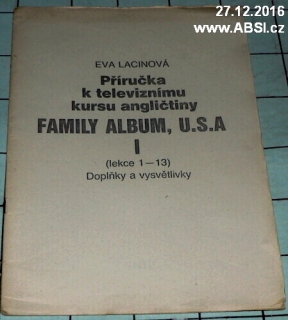 27.12.2016
www.ABSI.cz
EVA LACINOVÁ
Příručka
k televiznímu
kursu angličtiny
FAMILY ALBUM, U.S.A
I
(lekce 1—13)
Doplňky a vysvětlivky